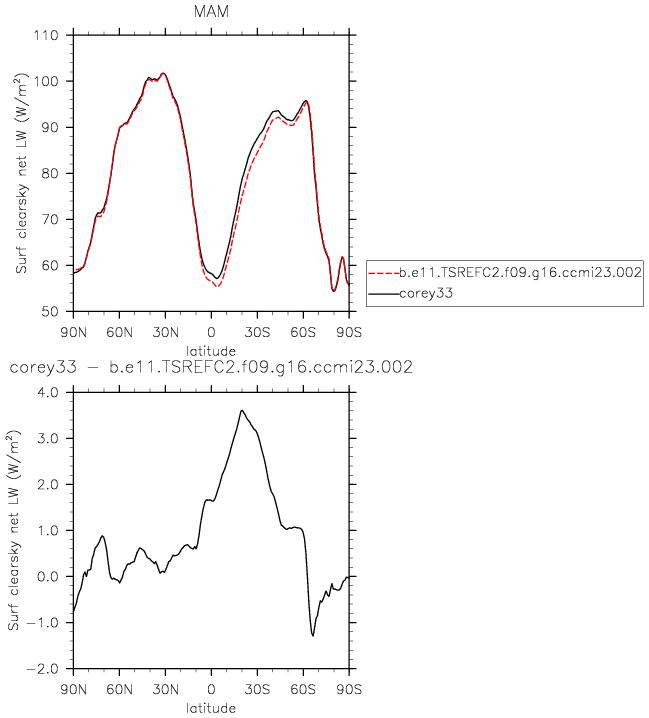 MAM
Surf clearsky net LW (W/m²)
110
100
90
80
70
60
50
90N 60N 30N 0 30S 60S 90S
latitude
b.e11.TSREFC2.f09.g16.ccmi23.002
corey33
corey33 − b.e11.TSREFC2.f09.g16.ccmi23.002
Surf clearsky net LW (W/m²)
4.0
3.0
2.0
1.0
0.0
−1.0
−2.0
90N 60N 30N 0 30S 60S 90S
latitude